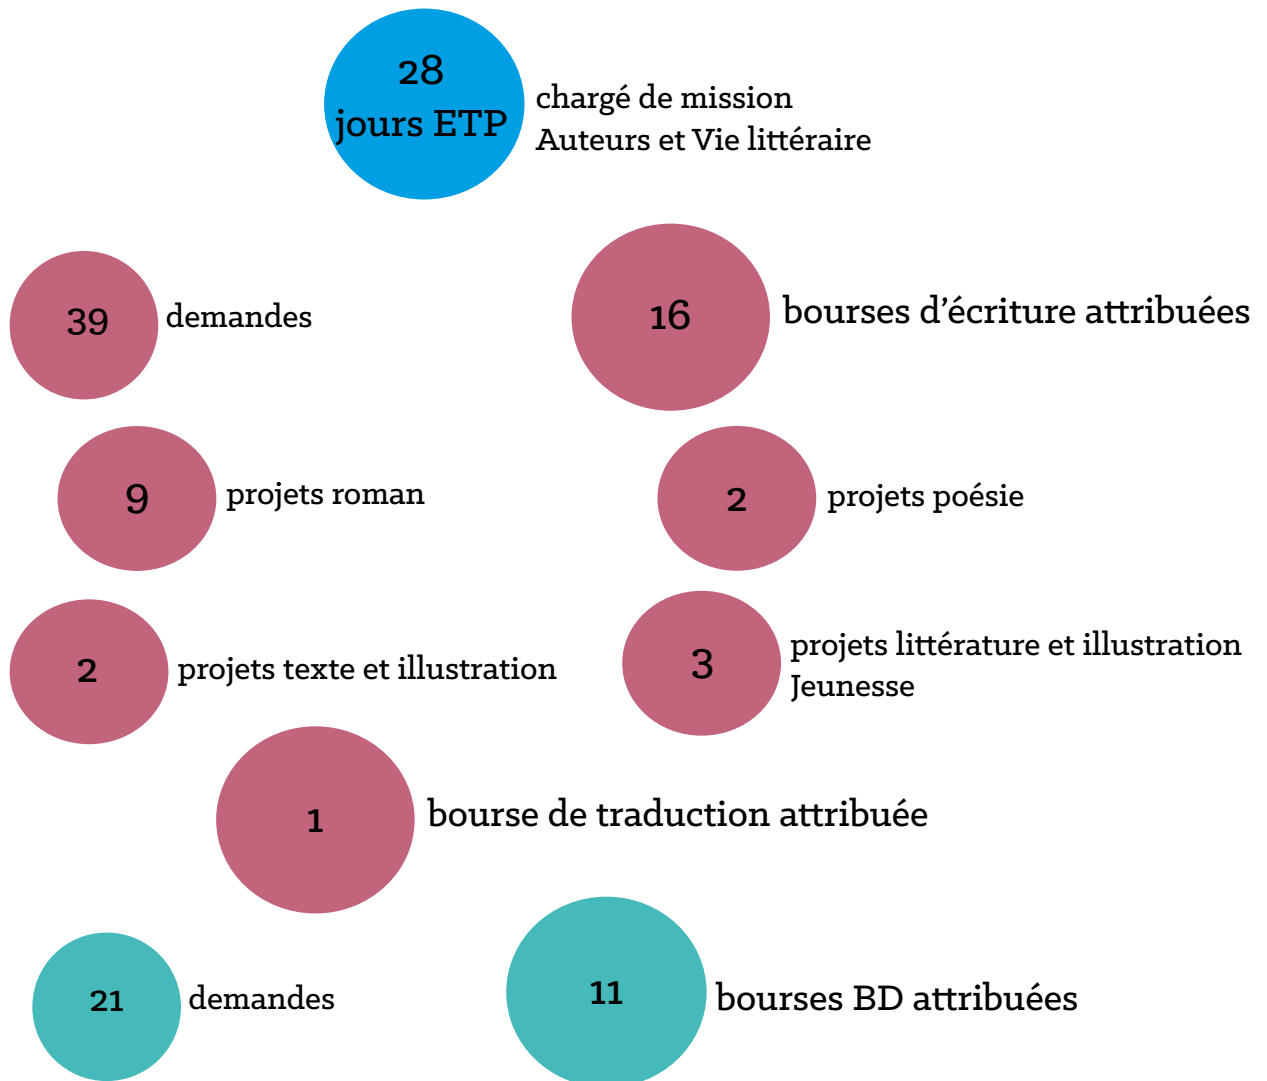 28
jours ETP
chargé de mission
Auteurs et Vie littéraire
39
demandes
16
bourses d'écriture attribuées
9
projets roman
2
projets poésie
2
projets texte et illustration
3
projets littérature et illustration
Jeunesse
1
bourse de traduction attribuée
21
demandes
11
bourses BD attribuées